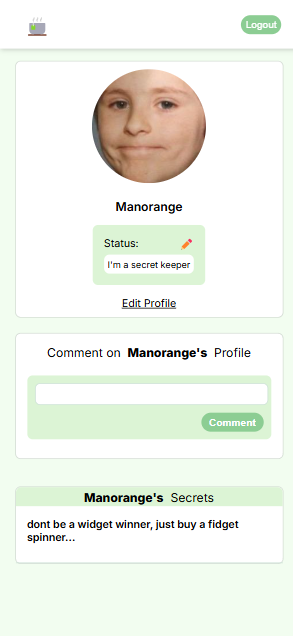 Logout
Manorange
Status:
I'm a secret keeper
Edit Profile
Comment on Manorange's Profile
Comment
Manorange's Secrets
dont be a widget winner, just buy a fidget
spinner...